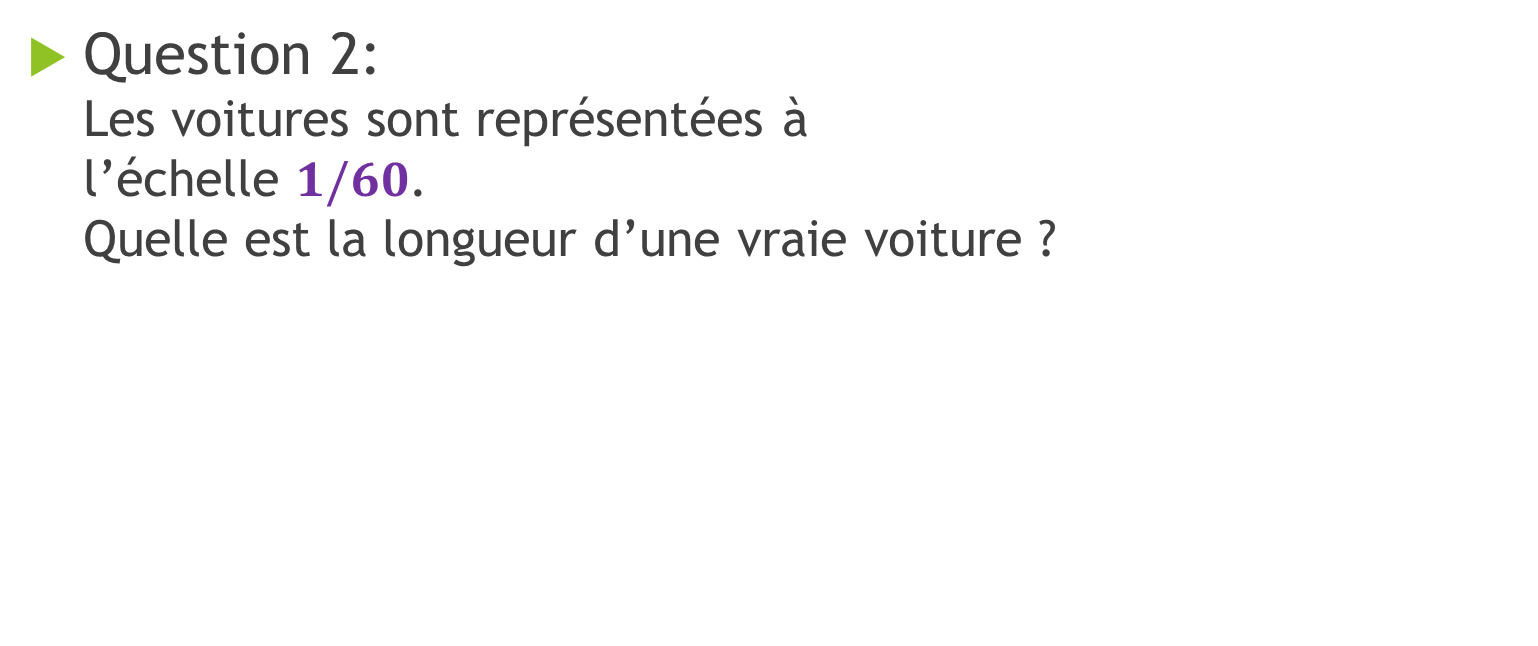 Question 2:
Les voitures sont représentées à
l’échelle 1/60.
Quelle est la longueur d’une vraie voiture ?